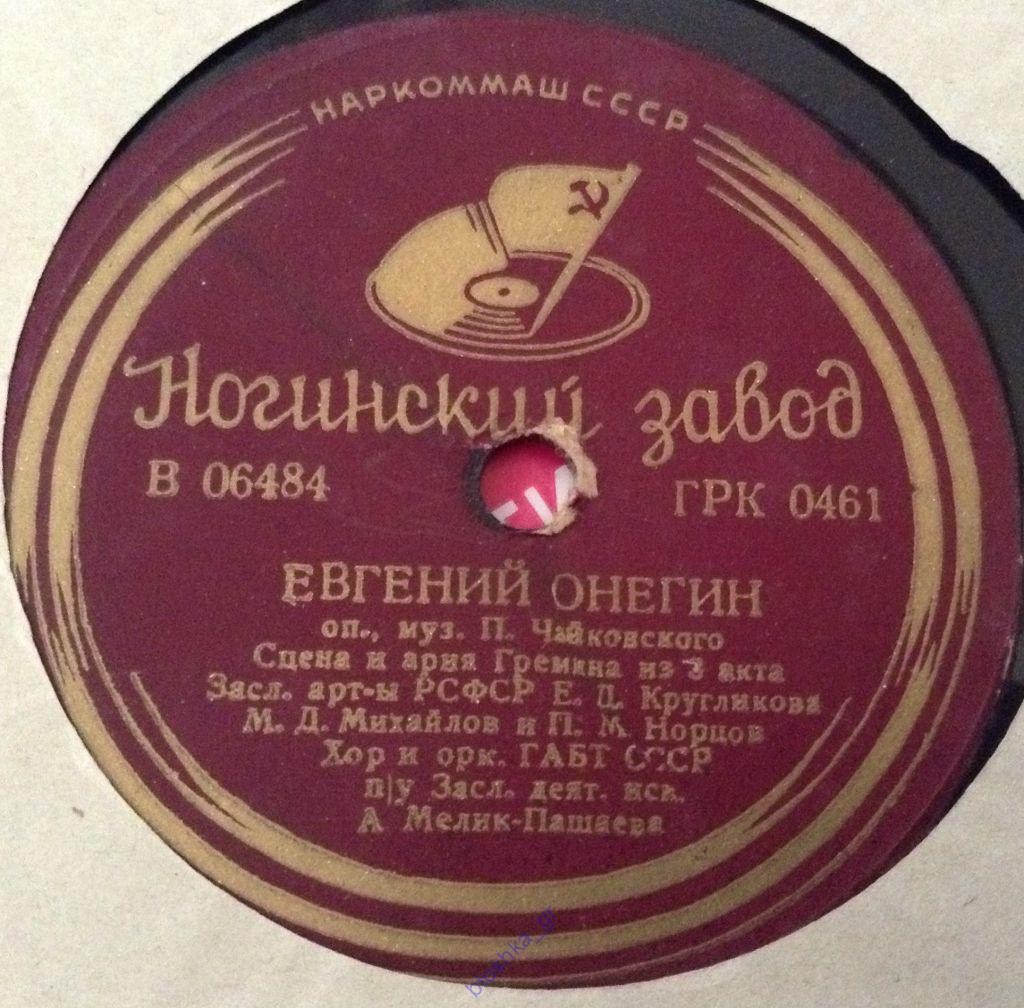 НАРКОММАШ СССР
Ногинский завод
В 06484 ГРК 0461
ЕВГЕНИЙ ОНЕГИН
оп., муз. П. Чайковского
Сцена и ария Гремина из 3 акта
Засл. арт-ы РСФСР Е. Д. Кругликова
М. Д. Михайлов и П. М. Норцов
Хор и орк. ГАБТ СССР
п/у Засл. деят. иск.
А Мелик-Пашаева